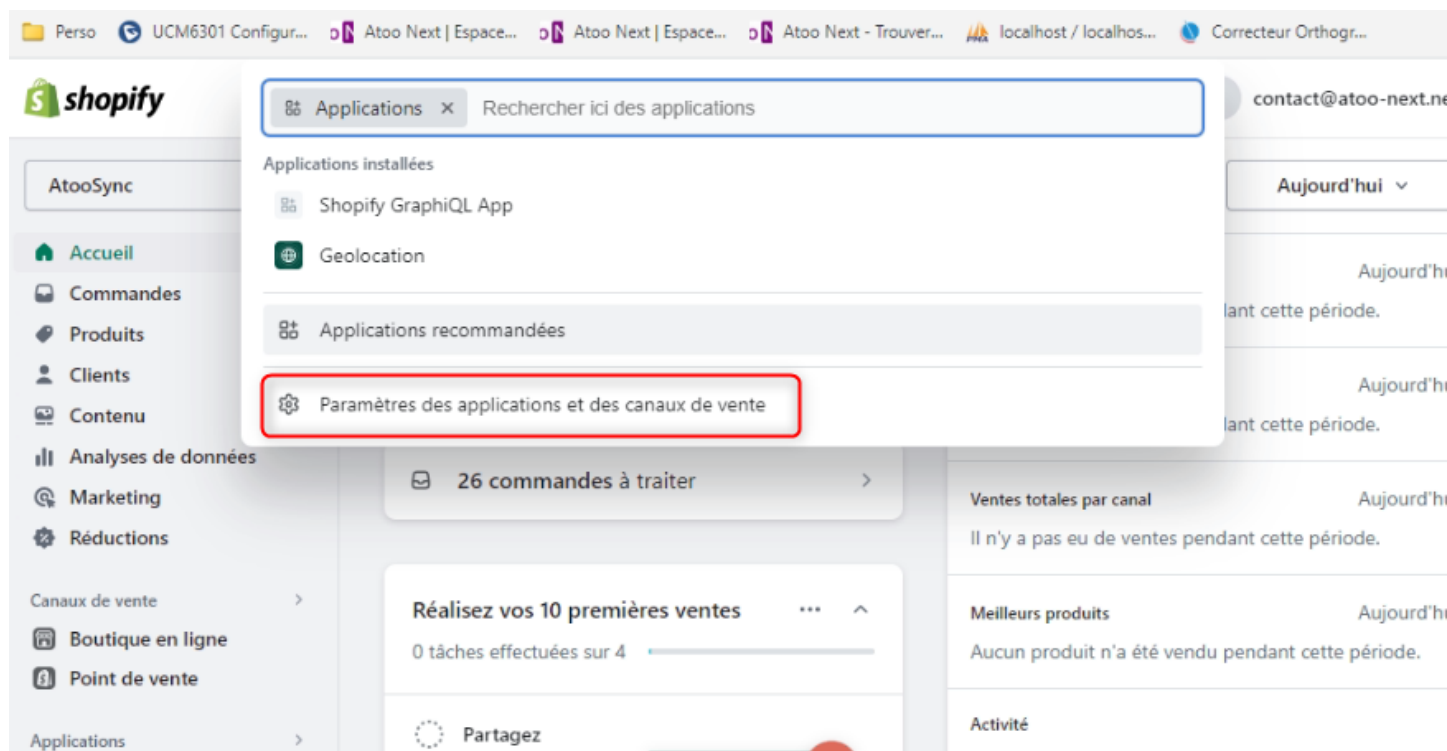 Perso UCM6301 Configur... Atoo Next | Espace... Atoo Next | Espace... Atoo Next - Trouver... localhost / localhos... Correcteur Orthogr...
shopify
Applications × Rechercher ici des applications
contact@atoo-next.ne
Applications installées
Shopify GraphiQL App
Geolocation
Applications recommandées
Paramètres des applications et des canaux de vente
AtooSync
Accueil
Commandes
Produits
Clients
Contenu
Analyses de données
Marketing
Réductions
Canaux de vente
Boutique en ligne
Point de vente
Applications
26 commandes à traiter
Réalisez vos 10 premières ventes
0 tâches effectuées sur 4
Partagez
Aujourd'hui
Aujourd'hu
cette période.
Aujourd'hu
cette période.
Ventes totales par canal Aujourd'hu
Il n'y a pas eu de ventes pendant cette période.
Meilleurs produits Aujourd'hu
Aucun produit n'a été vendu pendant cette période.
Activité